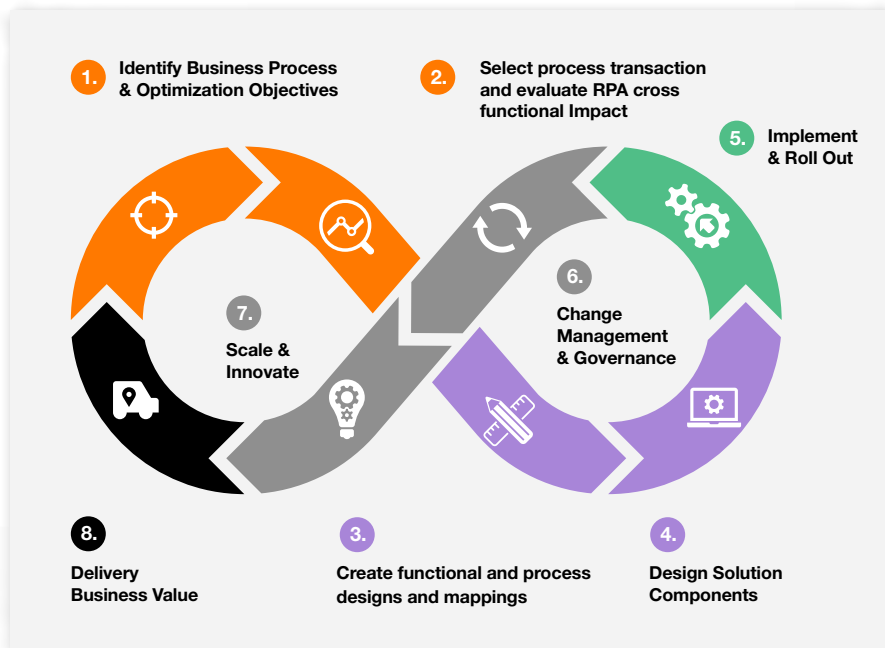 1.
Identify Business Process
& Optimization Objectives
2.
Select process transaction
and evaluate RPA cross
functional Impact
5.
Implement
& Roll Out
6.
Change
Management
& Governance
7.
Scale &
Innovate
8.
Delivery
Business Value
3.
Create functional and process
designs and mappings
4.
Design Solution
Components